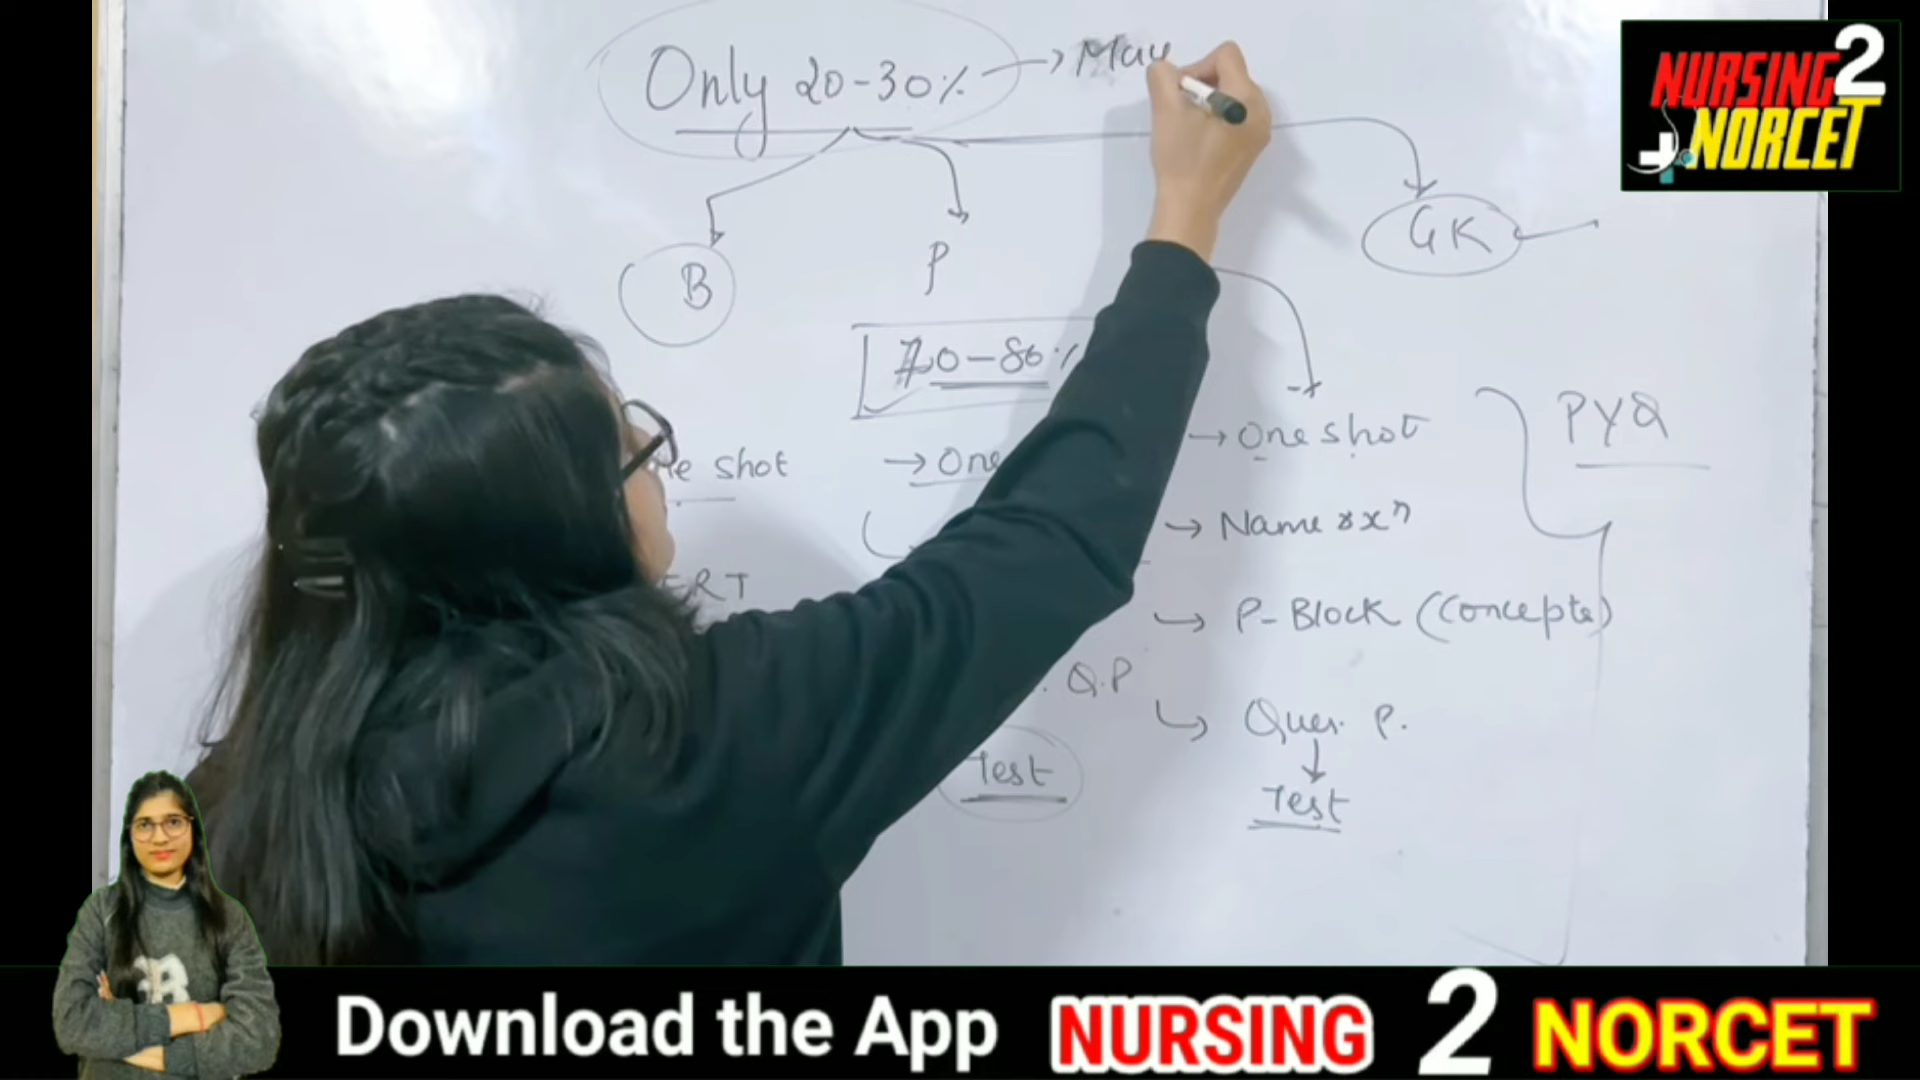 Only 20-30% → May
NURSING 2
NORCET
GK
B
P
70-80%
PYQ
→ One shot
shot
→ One
→ Name rxn
ERT
P-Block (Concepts)
Q.P
Ques. P.
Test
Test
Download the App NURSING 2 NORCET